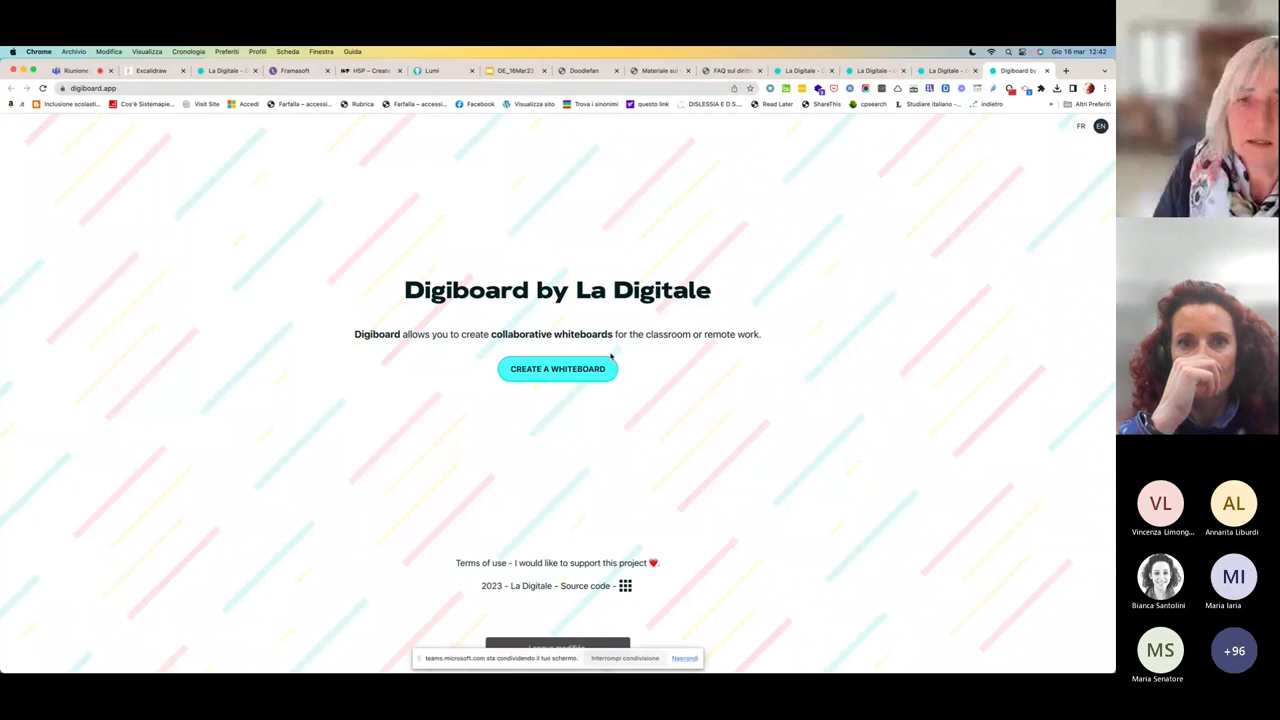 Chrome Archivio Modifica Visualizza Cronologia Preferiti Profili Scheda Finestra Guida Gio 16 mar 12:42
Riunione Excalidraw La Digitale - Framasoft H5P – Create Lumi OE_16Mar23 Doodlefan Materiale sul FAQ sul diritto La Digitale - La Digitale - La Digitale - Digiboard by
digiboard.app
.it Inclusione scolasti... Cos'è Sistemapie... Visit Site Accedi Farfalla – accessi... Rubrica Farfalla – accessi... Facebook Visualizza sito Trova i sinonimi questo link DISLESSIA E D.S.... Read Later ShareThis cpsearch Studiare italiano -... indietro » Altri Preferiti
FR EN
Digiboard by La Digitale
Digiboard allows you to create collaborative whiteboards for the classroom or remote work.
CREATE A WHITEBOARD
Terms of use - I would like to support this project ❤️.
2023 - La Digitale - Source code -
teams.microsoft.com sta condividendo il tuo schermo. Interrompi condivisione Nascondi
VL AL
Vincenza Limong... Annarita Liburdi
MI
Bianca Santolini Maria Iaria
MS +96
Maria Senatore